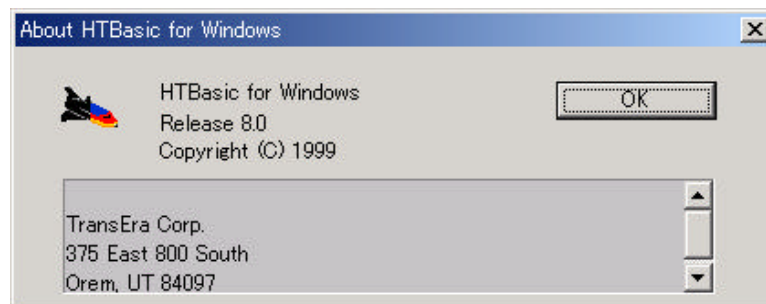 About HTBasic for Windows
HTBasic for Windows
OK
Release 8.0
Copyright (C) 1999
TransEra Corp.
375 East 800 South
Orem, UT 84097